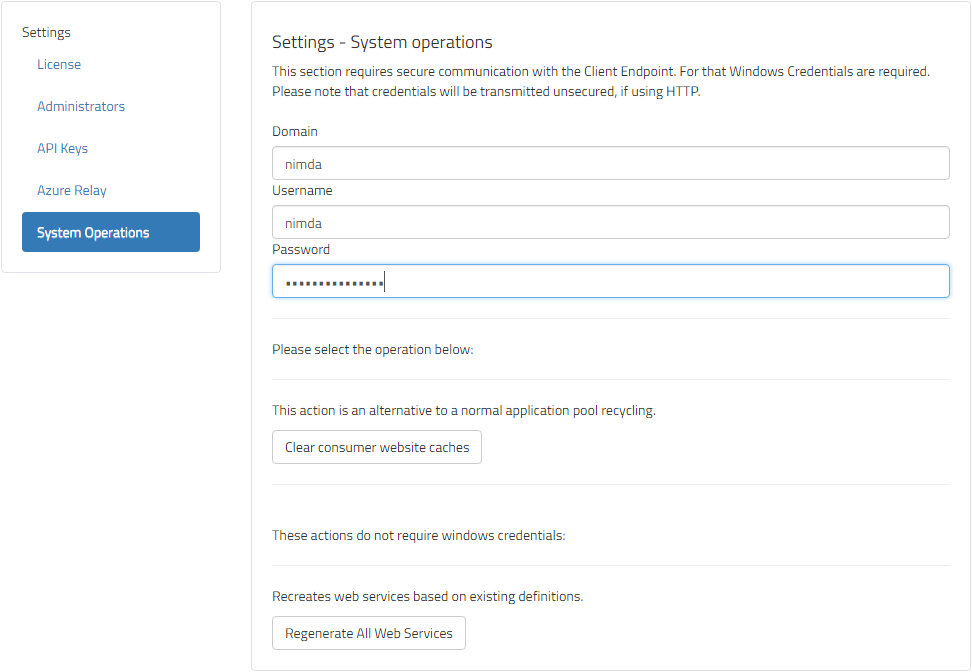 Settings
License
Administrators
API Keys
Azure Relay
System Operations
Settings - System operations
This section requires secure communication with the Client Endpoint. For that Windows Credentials are required.
Please note that credentials will be transmitted unsecured, if using HTTP.
Domain
nimda
Username
nimda
Password
•••••••••••••••
Please select the operation below:
This action is an alternative to a normal application pool recycling.
Clear consumer website caches
These actions do not require windows credentials:
Recreates web services based on existing definitions.
Regenerate All Web Services